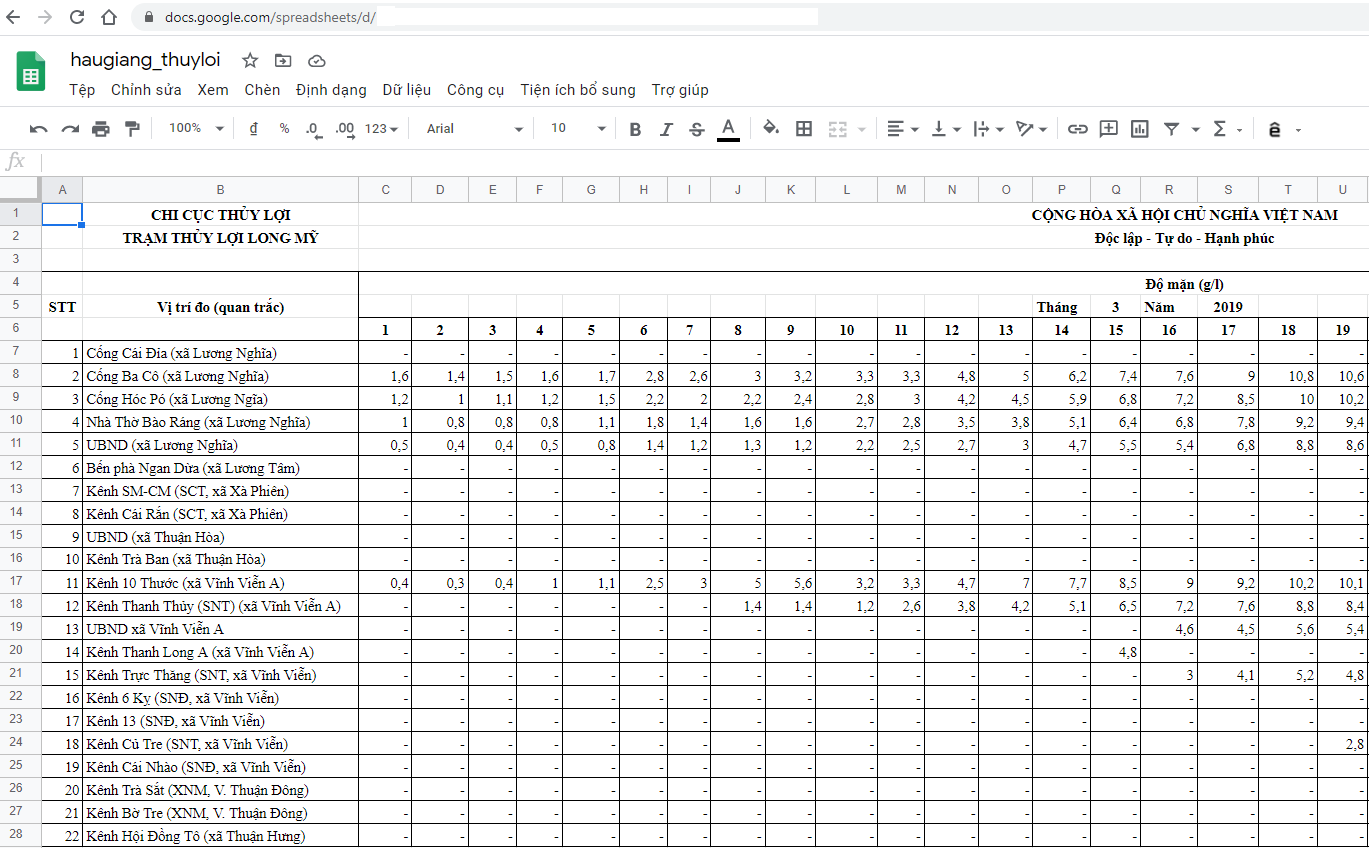 docs.google.com/spreadsheets/d/
haugiang_thuyloi
Tệp Chỉnh sửa Xem Chèn Định dạng Dữ liệu Công cụ Tiện ích bổ sung Trợ giúp
100% đ % .0 .00 123 Arial 10 B I S A Σ ê
fx
A B C D E F G H I J K L M N O P Q R S T U
1 CHI CỤC THỦY LỢI CỘNG HÒA XÃ HỘI CHỦ NGHĨA VIỆT NAM
2 TRẠM THỦY LỢI LONG MỸ Độc lập - Tự do - Hạnh phúc
3
4 Độ mặn (g/l)
5 STT Vị trí đo (quan trắc) Tháng 3 Năm 2019
6 1 2 3 4 5 6 7 8 9 10 11 12 13 14 15 16 17 18 19
7 1 Cống Cái Đia (xã Lương Nghĩa) - - - - - - - - - - - - - - - - - - -
8 2 Cống Ba Cô (xã Lương Nghĩa) 1,6 1,4 1,5 1,6 1,7 2,8 2,6 3 3,2 3,3 3,3 4,8 5 6,2 7,4 7,6 9 10,8 10,6
9 3 Cống Hóc Pó (xã Lương Ngĩa) 1,2 1 1,1 1,2 1,5 2,2 2 2,2 2,4 2,8 3 4,2 4,5 5,9 6,8 7,2 8,5 10 10,2
10 4 Nhà Thờ Bào Ráng (xã Lương Nghĩa) 1 0,8 0,8 0,8 1,1 1,8 1,4 1,6 1,6 2,7 2,8 3,5 3,8 5,1 6,4 6,8 7,8 9,2 9,4
11 5 UBND (xã Lương Nghĩa) 0,5 0,4 0,4 0,5 0,8 1,4 1,2 1,3 1,2 2,2 2,5 2,7 3 4,7 5,5 5,4 6,8 8,8 8,6
12 6 Bến phà Ngan Dừa (xã Lương Tâm) - - - - - - - - - - - - - - - - - - -
13 7 Kênh SM-CM (SCT, xã Xà Phiên) - - - - - - - - - - - - - - - - - - -
14 8 Kênh Cái Rắn (SCT, xã Xà Phiên) - - - - - - - - - - - - - - - - - - -
15 9 UBND (xã Thuận Hòa) - - - - - - - - - - - - - - - - - - -
16 10 Kênh Trà Ban (xã Thuận Hòa) - - - - - - - - - - - - - - - - - - -
17 11 Kênh 10 Thước (xã Vĩnh Viễn A) 0,4 0,3 0,4 1 1,1 2,5 3 5 5,6 3,2 3,3 4,7 7 7,7 8,5 9 9,2 10,2 10,1
18 12 Kênh Thanh Thủy (SNT) (xã Vĩnh Viễn A) - - - - - - - 1,4 1,4 1,2 2,6 3,8 4,2 5,1 6,5 7,2 7,6 8,8 8,4
19 13 UBND xã Vĩnh Viễn A - - - - - - - - - - - - - - - 4,6 4,5 5,6 5,4
20 14 Kênh Thanh Long A (xã Vĩnh Viễn A) - - - - - - - - - - - - - - 4,8 - - - -
21 15 Kênh Trực Thăng (SNT, xã Vĩnh Viễn) - - - - - - - - - - - - - - - 3 4,1 5,2 4,8
22 16 Kênh 6 Kỵ (SNĐ, xã Vĩnh Viễn) - - - - - - - - - - - - - - - - - - -
23 17 Kênh 13 (SNĐ, xã Vĩnh Viễn) - - - - - - - - - - - - - - - - - - -
24 18 Kênh Củ Tre (SNT, xã Vĩnh Viễn) - - - - - - - - - - - - - - - - - - 2,8
25 19 Kênh Cái Nhào (SNĐ, xã Vĩnh Viễn) - - - - - - - - - - - - - - - - - - -
26 20 Kênh Trà Sắt (XNM, V. Thuận Đông) - - - - - - - - - - - - - - - - - - -
27 21 Kênh Bờ Tre (XNM, V. Thuận Đông) - - - - - - - - - - - - - - - - - - -
28 22 Kênh Hội Đồng Tô (xã Thuận Hưng) - - - - - - - - - - - - - - - - - - -